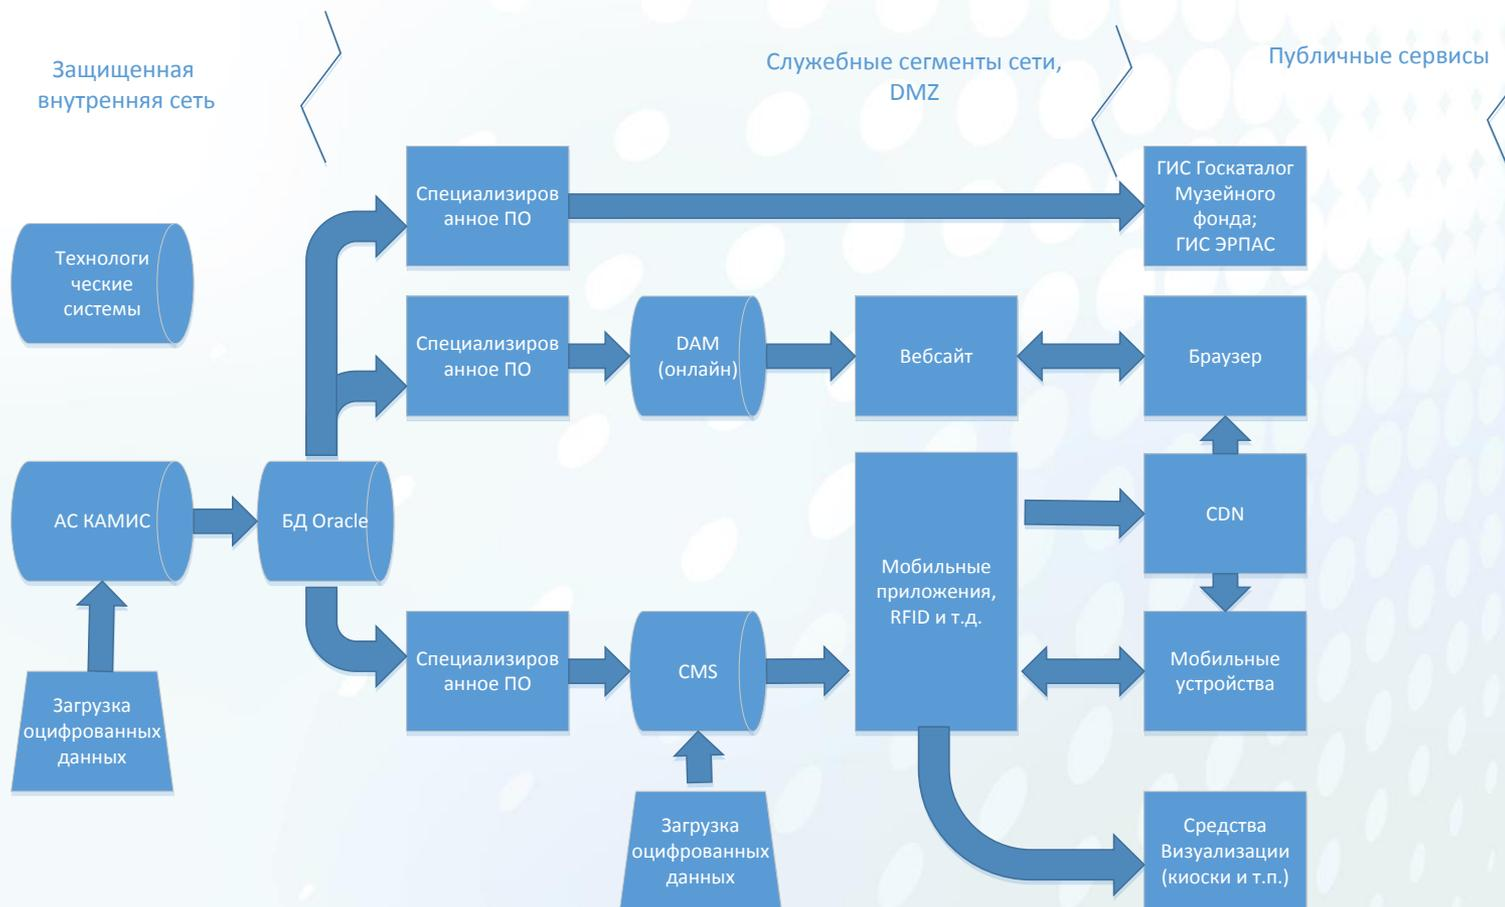 Защищенная
внутренняя сеть
Служебные сегменты сети,
DMZ
Публичные сервисы
Специализиров
анное ПО
ГИС Госкаталог
Музейного
фонда;
ГИС ЭРПАС
Технологи
ческие
системы
Специализиров
анное ПО
DAM
(онлайн)
Вебсайт
Браузер
АС КАМИС
БД Oracle
CDN
Мобильные
приложения,
RFID и т.д.
Специализиров
анное ПО
CMS
Мобильные
устройства
Загрузка
оцифрованных
данных
Загрузка
оцифрованных
данных
Средства
Визуализации
(киоски и т.п.)